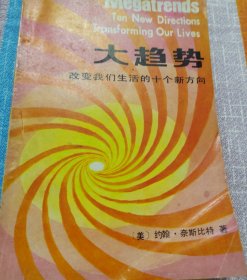 Megatrends
Ten New Directions
Transforming Our Lives
大趋势
改变我们生活的十个新方向
〔美〕约翰·奈斯比特 著